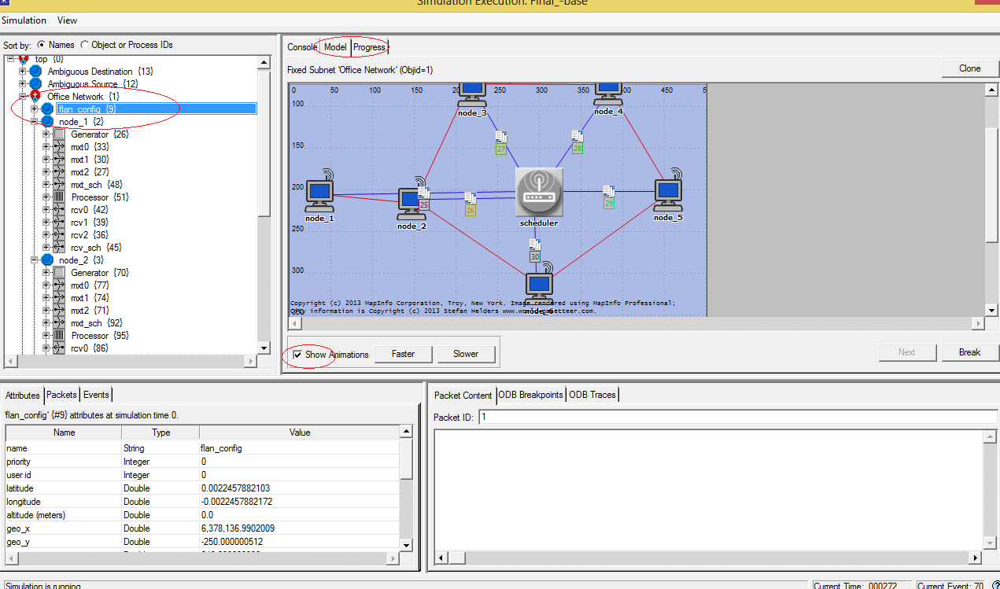 Simulation Execution: Final_-base
Simulation View
Sort by: Names Object or Process IDs
top {0}
Ambiguous Destination {13}
Ambiguous Source {12}
Office Network {1}
flan_config {9}
node_1 {2}
Generator {26}
mxt0 {33}
mxt1 {30}
mxt2 {27}
mxt_sch {48}
Processor {51}
rcv0 {42}
rcv1 {39}
rcv2 {36}
rcv_sch {45}
node_2 {3}
Generator {70}
mxt0 {77}
mxt1 {74}
mxt2 {71}
mxt_sch {92}
Processor {95}
rcv0 {86}
Console Model Progress
Fixed Subnet 'Office Network' (Objid=1)
Clone
0 50 100 150 200 250 300 350 400 450 5
100
150
200
250
300
350
node_3
node_4
27
28
node_1
25
node_2
26
scheduler
29
node_5
30
node_6
Copyright (c) 2013 MapInfo Corporation, Troy, New York. Image rendered using MapInfo Professional;
City information is Copyright (c) 2013 Stefan Helders www.world-gazetteer.com.
Show Animations Faster Slower Next Break
Attributes Packets Events
'flan_config' {#9} attributes at simulation time 0.
Name Type Value
name String flan_config
priority Integer 0
user id Integer 0
latitude Double 0.0022457882103
longitude Double -0.0022457882172
altitude (meters) Double 0.0
geo_x Double 6,378,136.9902009
geo_y Double -250.000000512
Packet Content ODB Breakpoints ODB Traces
Packet ID: 1
Simulation is running
Current Time: 000272 Current Event: 70